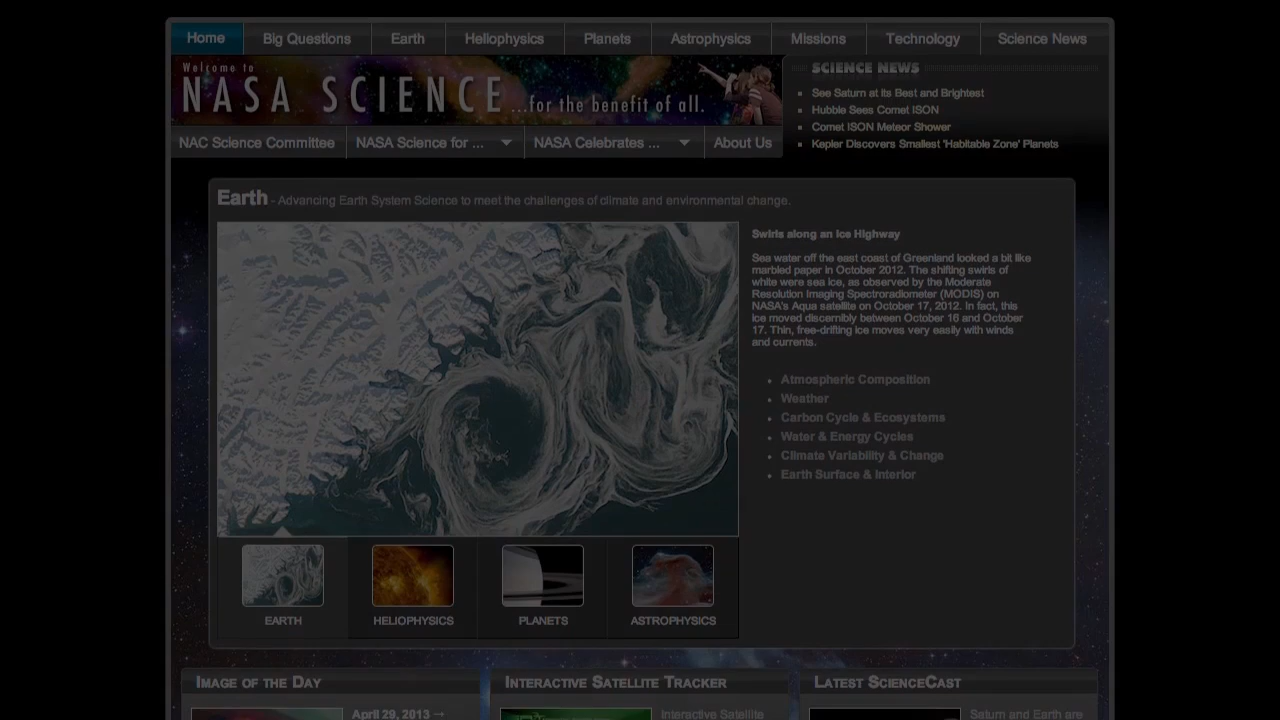 Home Big Questions Earth Heliophysics Planets Astrophysics Missions Technology Science News
Welcome to
NASA SCIENCE ...for the benefit of all.
NAC Science Committee NASA Science for ... NASA Celebrates ... About Us
SCIENCE NEWS
See Saturn at its Best and Brightest
Hubble Sees Comet ISON
Comet ISON Meteor Shower
Kepler Discovers Smallest 'Habitable Zone' Planets
Earth - Advancing Earth System Science to meet the challenges of climate and environmental change.
Swirls along an Ice Highway
Sea water off the east coast of Greenland looked a bit like
marbled paper in October 2012. The shifting swirls of
white were sea ice, as observed by the Moderate
Resolution Imaging Spectroradiometer (MODIS) on
NASA's Aqua satellite on October 17, 2012. In fact, this
ice moved discernibly between October 16 and October
17. Thin, free-drifting ice moves very easily with winds
and currents.
Atmospheric Composition
Weather
Carbon Cycle & Ecosystems
Water & Energy Cycles
Climate Variability & Change
Earth Surface & Interior
EARTH HELIOPHYSICS PLANETS ASTROPHYSICS
IMAGE OF THE DAY
April 29, 2013 →
INTERACTIVE SATELLITE TRACKER
Interactive Satellite
LATEST SCIENCECAST
Saturn and Earth are